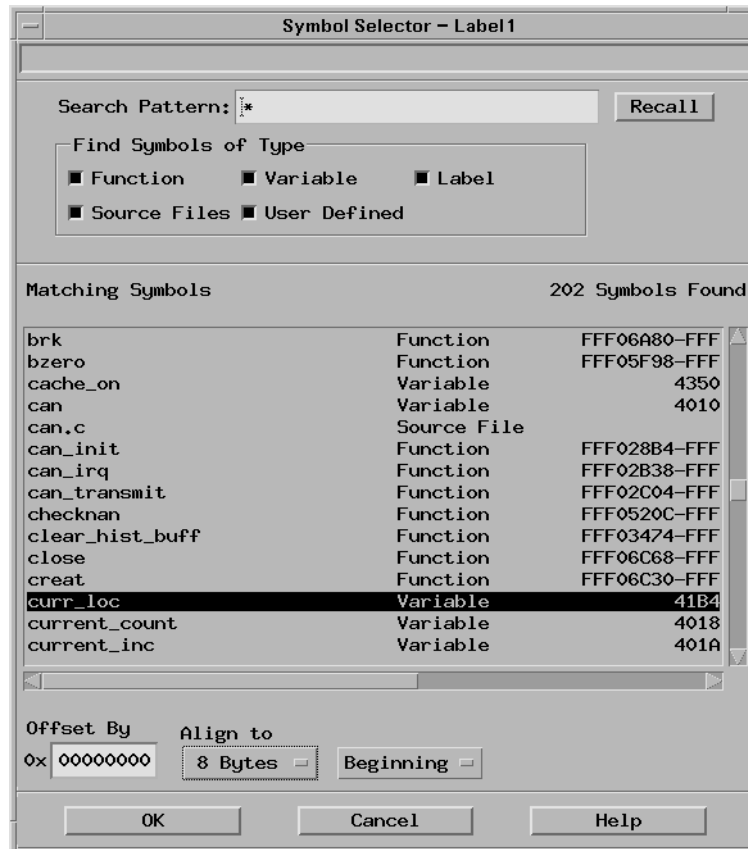 Symbol Selector – Label1
Search Pattern: * Recall
Find Symbols of Type
Function Variable Label
Source Files User Defined
Matching Symbols 202 Symbols Found
brk Function FFF06A80-FFF
bzero Function FFF05F98-FFF
cache_on Variable 4350
can Variable 4010
can.c Source File
can_init Function FFF028B4-FFF
can_irq Function FFF02B38-FFF
can_transmit Function FFF02C04-FFF
checknan Function FFF0520C-FFF
clear_hist_buff Function FFF03474-FFF
close Function FFF06C68-FFF
creat Function FFF06C30-FFF
curr_loc Variable 41B4
current_count Variable 4018
current_inc Variable 401A
Offset By Align to
0x 00000000 8 Bytes Beginning
OK Cancel Help